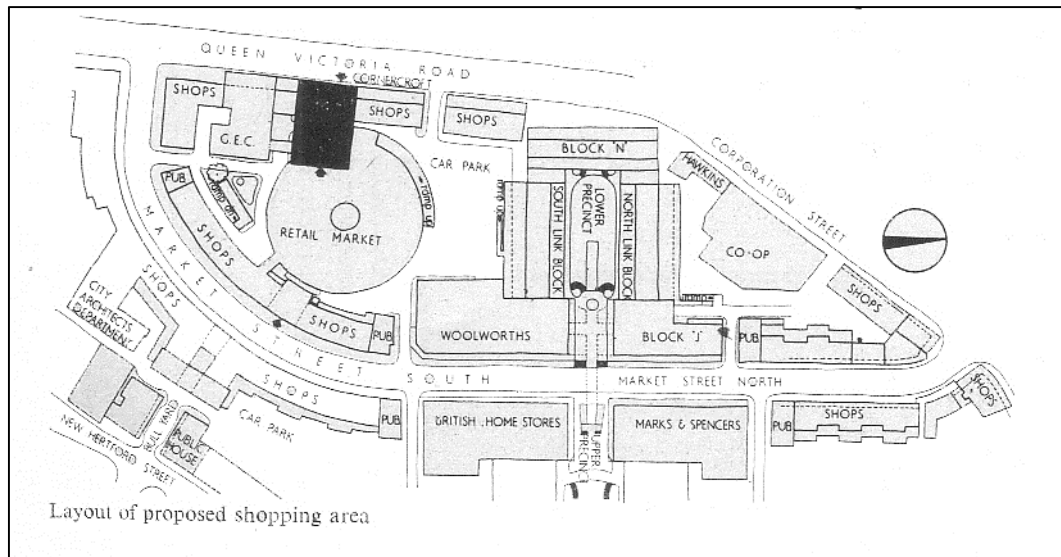 QUEEN VICTORIA ROAD
CORNERCROFT
SHOPS
G.E.C.
SHOPS
SHOPS
CAR PARK
BLOCK 'N'
CORPORATION STREET
HAWKINS
PUB
ramp up
ramp up
LOWER PRECINCT
SOUTH LINK BLOCK
NORTH LINK BLOCK
RETAIL MARKET
SHOPS
CO-OP
SHOPS
MARKET STREET SOUTH
SHOPS
CITY ARCHITECTS DEPARTMENT
SHOPS
PUB
WOOLWORTHS
BLOCK 'J'
ramp
PUB
MARKET STREET NORTH
SHOPS
SHOPS
CAR PARK
PUB
BRITISH HOME STORES
UPPER PRECINCT
MARKS & SPENCERS
PUB
SHOPS
NEW HERTFORD STREET
YARD
PUBLIC HOUSE
Layout of proposed shopping area